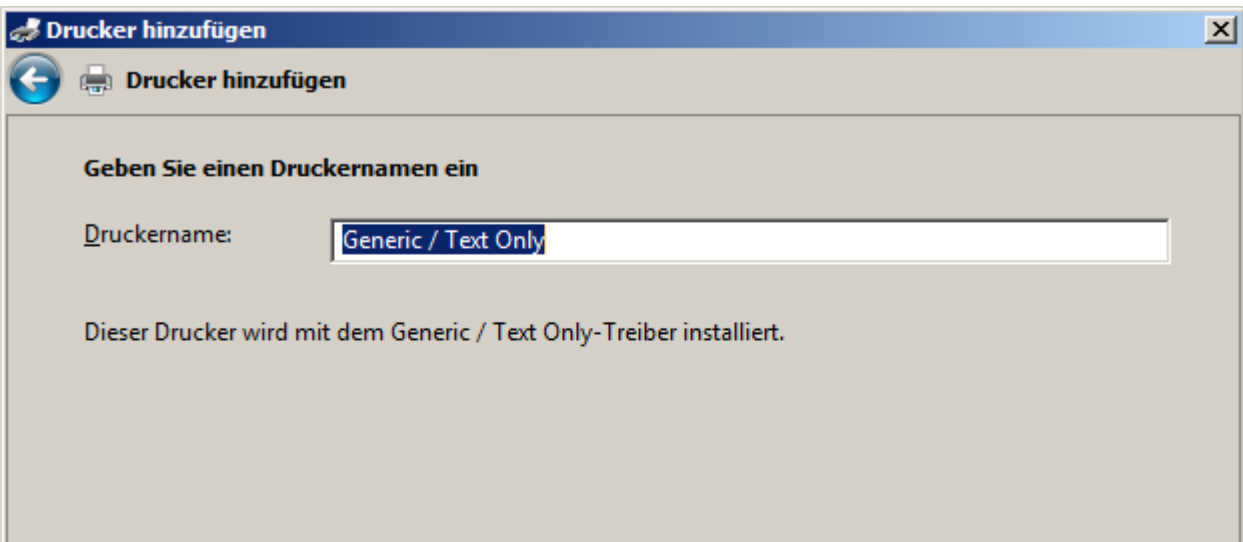 Drucker hinzufügen
Drucker hinzufügen
Geben Sie einen Druckernamen ein
Druckername: Generic / Text Only
Dieser Drucker wird mit dem Generic / Text Only-Treiber installiert.